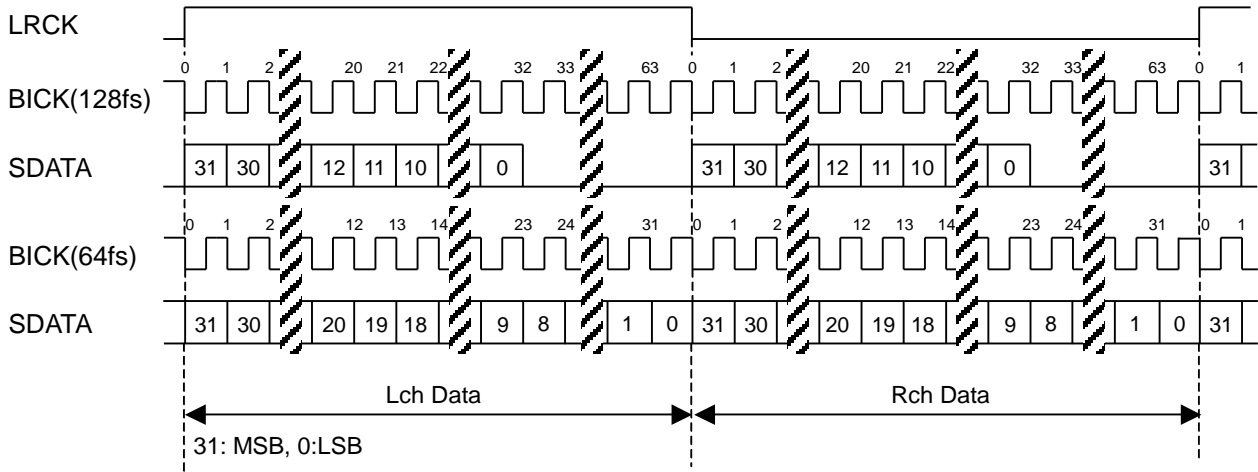 LRCK
0 1 2 20 21 22 32 33 63 0 1 2 20 21 22 32 33 63 0 1
BICK(128fs)
SDATA 31 30 12 11 10 0 31 30 12 11 10 0 31
0 1 2 12 13 14 23 24 31 0 1 2 12 13 14 23 24 31 0 1
BICK(64fs)
SDATA 31 30 20 19 18 9 8 1 0 31 30 20 19 18 9 8 1 0 31
Lch Data Rch Data
31: MSB, 0:LSB